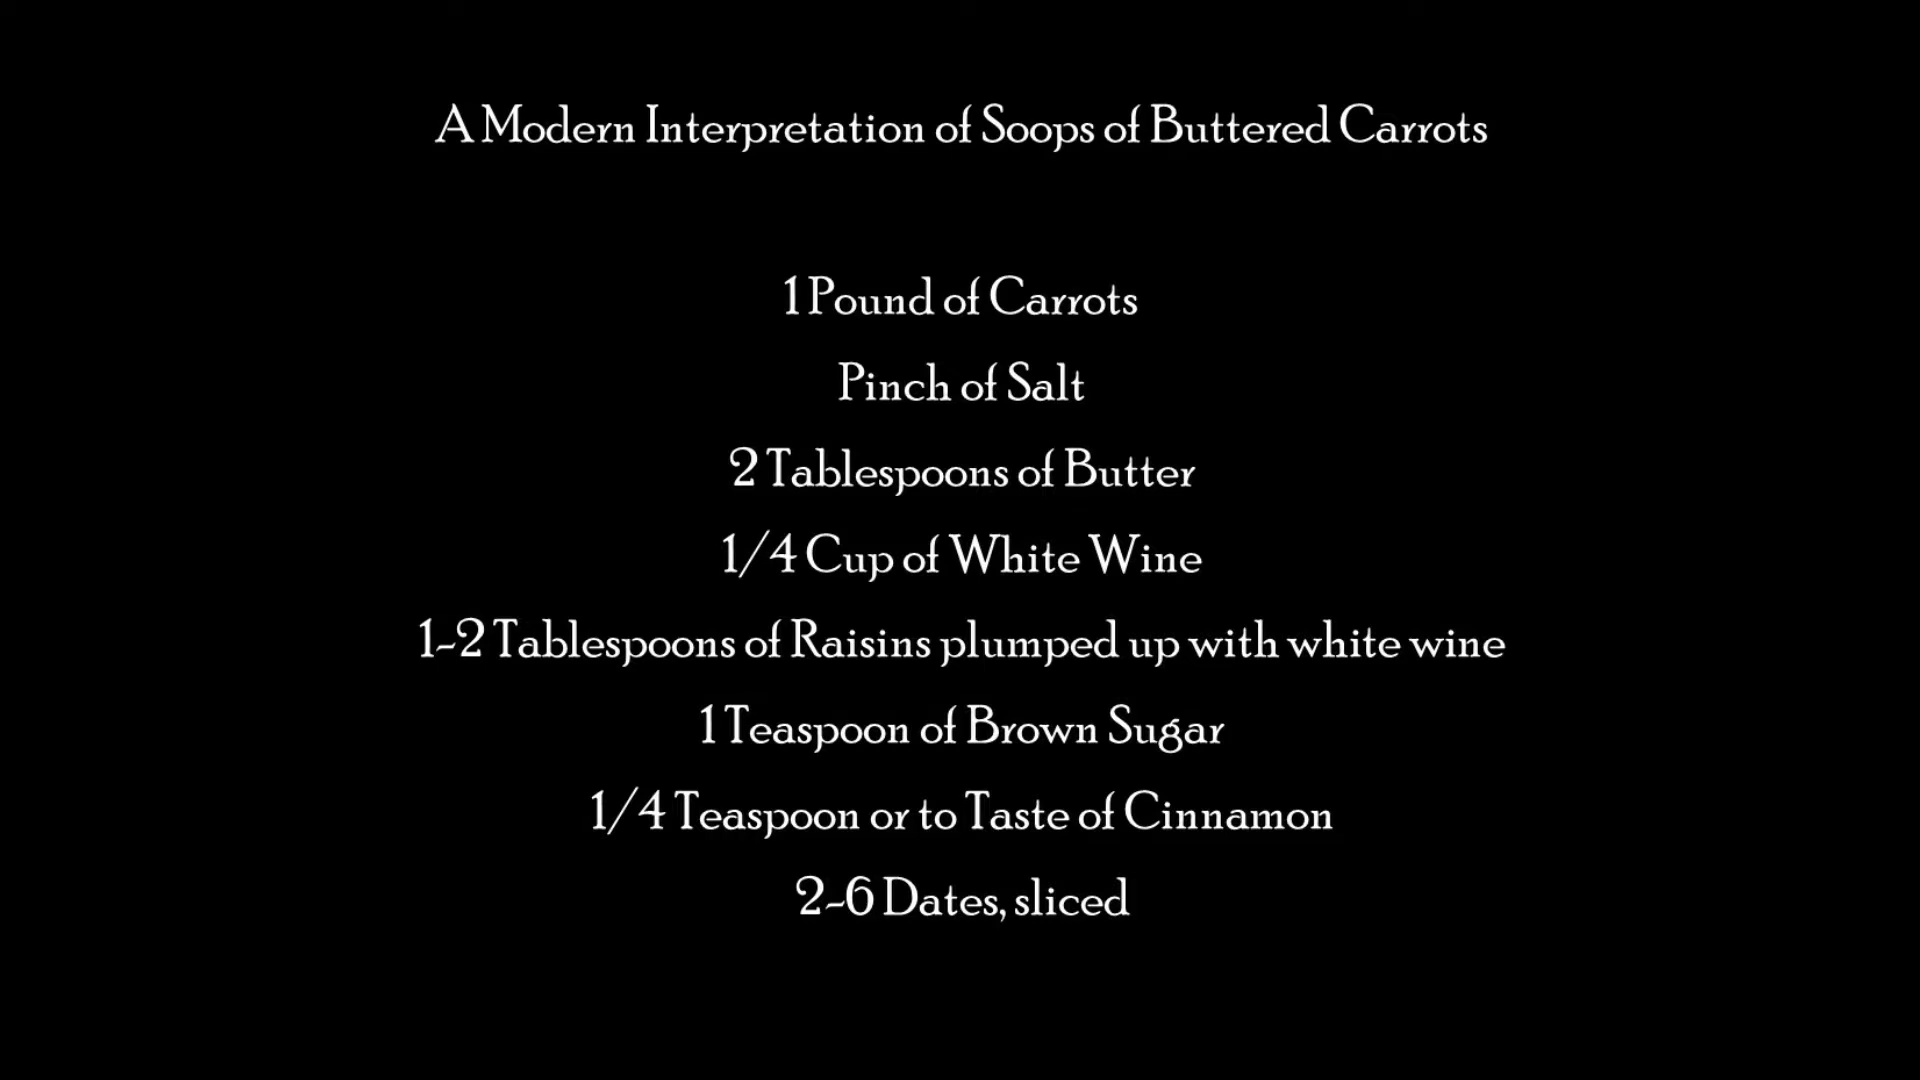 A Modern Interpretation of Soops of Buttered Carrots
1 Pound of Carrots
Pinch of Salt
2 Tablespoons of Butter
1/4 Cup of White Wine
1-2 Tablespoons of Raisins plumped up with white wine
1 Teaspoon of Brown Sugar
1/4 Teaspoon or to Taste of Cinnamon
2-6 Dates, sliced